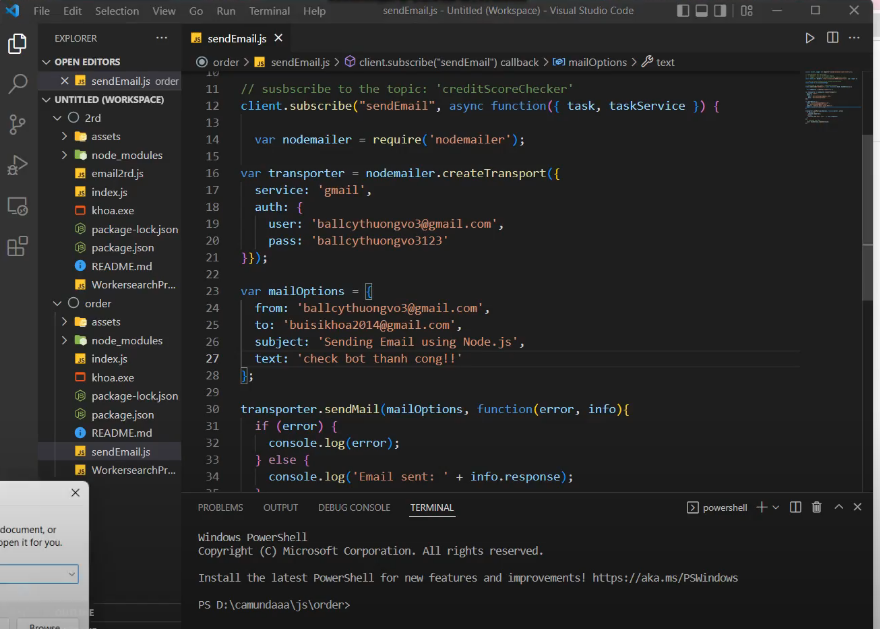 File Edit Selection View Go Run Terminal Help sendEmail.js - Untitled (Workspace) - Visual Studio Code
EXPLORER
OPEN EDITORS
sendEmail.js order
UNTITLED (WORKSPACE)
2rd
assets
node_modules
email2rd.js
index.js
khoa.exe
package-lock.json
package.json
README.md
WorkersearchPr...
order
assets
node_modules
index.js
khoa.exe
package-lock.json
package.json
README.md
sendEmail.js
WorkersearchPr...
sendEmail.js
order > sendEmail.js > client.subscribe("sendEmail") callback > mailOptions > text
10
11 // susbscribe to the topic: 'creditScoreChecker'
12 client.subscribe("sendEmail", async function({ task, taskService }) {
13
14 var nodemailer = require('nodemailer');
15
16 var transporter = nodemailer.createTransport({
17 service: 'gmail',
18 auth: {
19 user: 'ballcythuongvo3@gmail.com',
20 pass: 'ballcythuongvo3123'
21 }});
22
23 var mailOptions = {
24 from: 'ballcythuongvo3@gmail.com',
25 to: 'buisikhoa2014@gmail.com',
26 subject: 'Sending Email using Node.js',
27 text: 'check bot thanh cong!!'
28 };
29
30 transporter.sendMail(mailOptions, function(error, info){
31 if (error) {
32 console.log(error);
33 } else {
34 console.log('Email sent: ' + info.response);
PROBLEMS OUTPUT DEBUG CONSOLE TERMINAL powershell
Windows PowerShell
Copyright (C) Microsoft Corporation. All rights reserved.
Install the latest PowerShell for new features and improvements! https://aka.ms/PSWindows
PS D:\camundaaa\js\order>
document, or
open it for you.
Browse